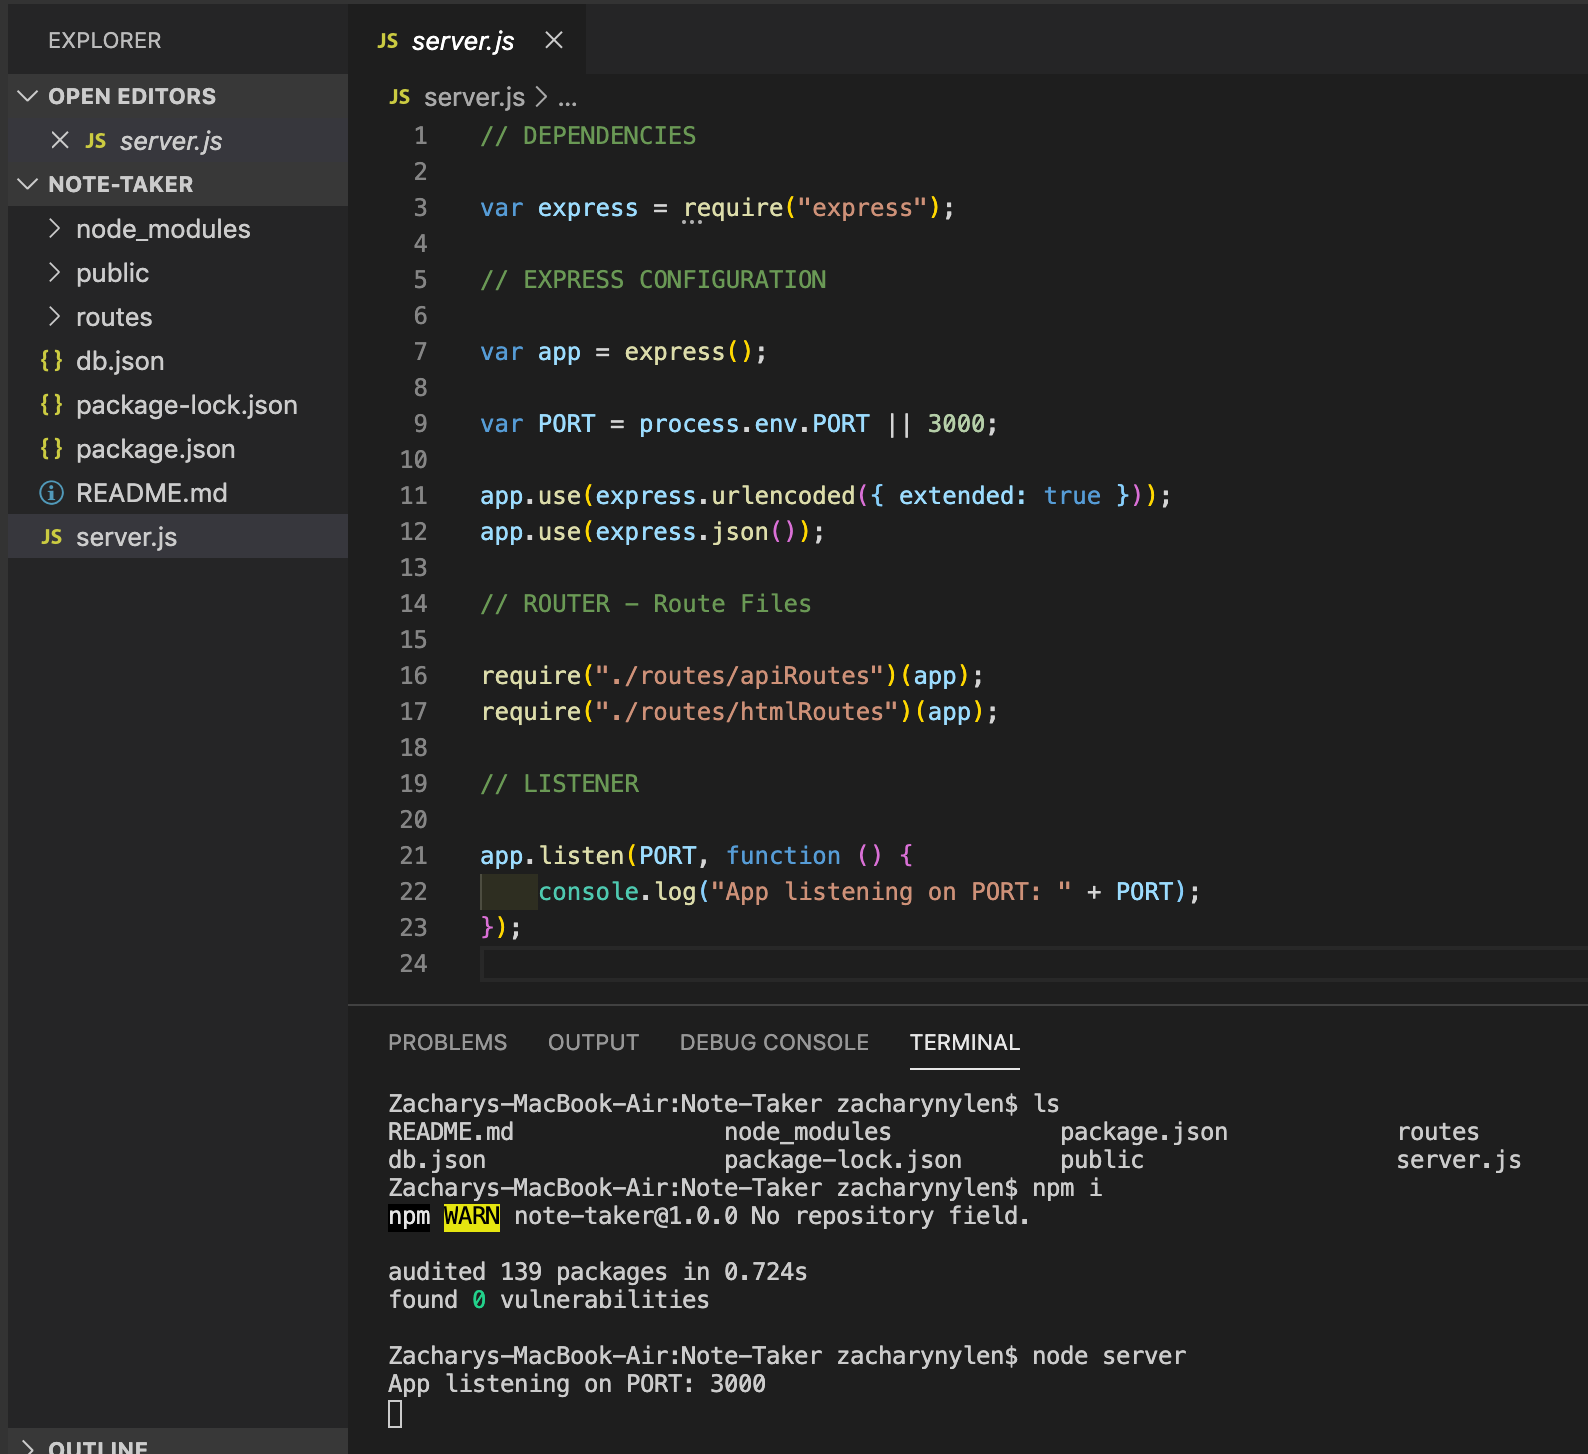 EXPLORER
OPEN EDITORS
JS server.js
NOTE-TAKER
node_modules
public
routes
{} db.json
{} package-lock.json
{} package.json
README.md
JS server.js
OUTLINE
JS server.js
JS server.js > ...
1 // DEPENDENCIES
2
3 var express = require("express");
4
5 // EXPRESS CONFIGURATION
6
7 var app = express();
8
9 var PORT = process.env.PORT || 3000;
10
11 app.use(express.urlencoded({ extended: true }));
12 app.use(express.json());
13
14 // ROUTER - Route Files
15
16 require("./routes/apiRoutes")(app);
17 require("./routes/htmlRoutes")(app);
18
19 // LISTENER
20
21 app.listen(PORT, function () {
22     console.log("App listening on PORT: " + PORT);
23 });
24
PROBLEMS OUTPUT DEBUG CONSOLE TERMINAL
Zacharys-MacBook-Air:Note-Taker zacharynylen$ ls
README.md node_modules package.json routes
db.json package-lock.json public server.js
Zacharys-MacBook-Air:Note-Taker zacharynylen$ npm i
npm WARN note-taker@1.0.0 No repository field.
audited 139 packages in 0.724s
found 0 vulnerabilities
Zacharys-MacBook-Air:Note-Taker zacharynylen$ node server
App listening on PORT: 3000